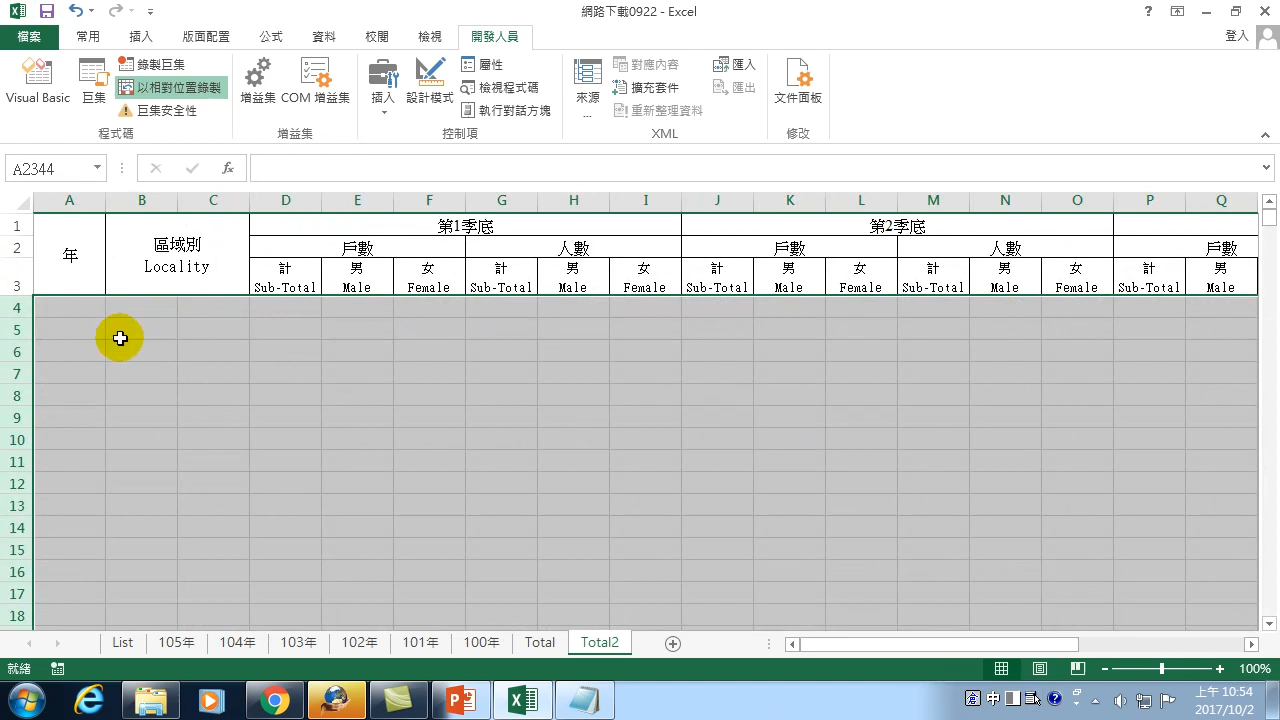 網路下載0922 - Excel
檔案 常用 插入 版面配置 公式 資料 校閱 檢視 開發人員 登入
Visual Basic 巨集 錄製巨集 以相對位置錄製 巨集安全性 程式碼
增益集 COM 增益集 增益集
插入 設計模式 屬性 檢視程式碼 執行對話方塊 控制項
來源 ... 對應內容 擴充套件 重新整理資料 匯入 匯出 XML
文件面板 修改
A2344 fx
A B C D E F G H I J K L M N O P Q
1 第1季底 第2季底
2 年 區域別 戶數 人數 戶數 人數 戶數
Locality
計 男 女 計 男 女 計 男 女 計 男 女 計 男
3 Sub-Total Male Female Sub-Total Male Female Sub-Total Male Female Sub-Total Male Female Sub-Total Male
4
5
6
7
8
9
10
11
12
13
14
15
16
17
18
List 105年 104年 103年 102年 101年 100年 Total Total2
就緒 100%
中 上午 10:54
2017/10/2